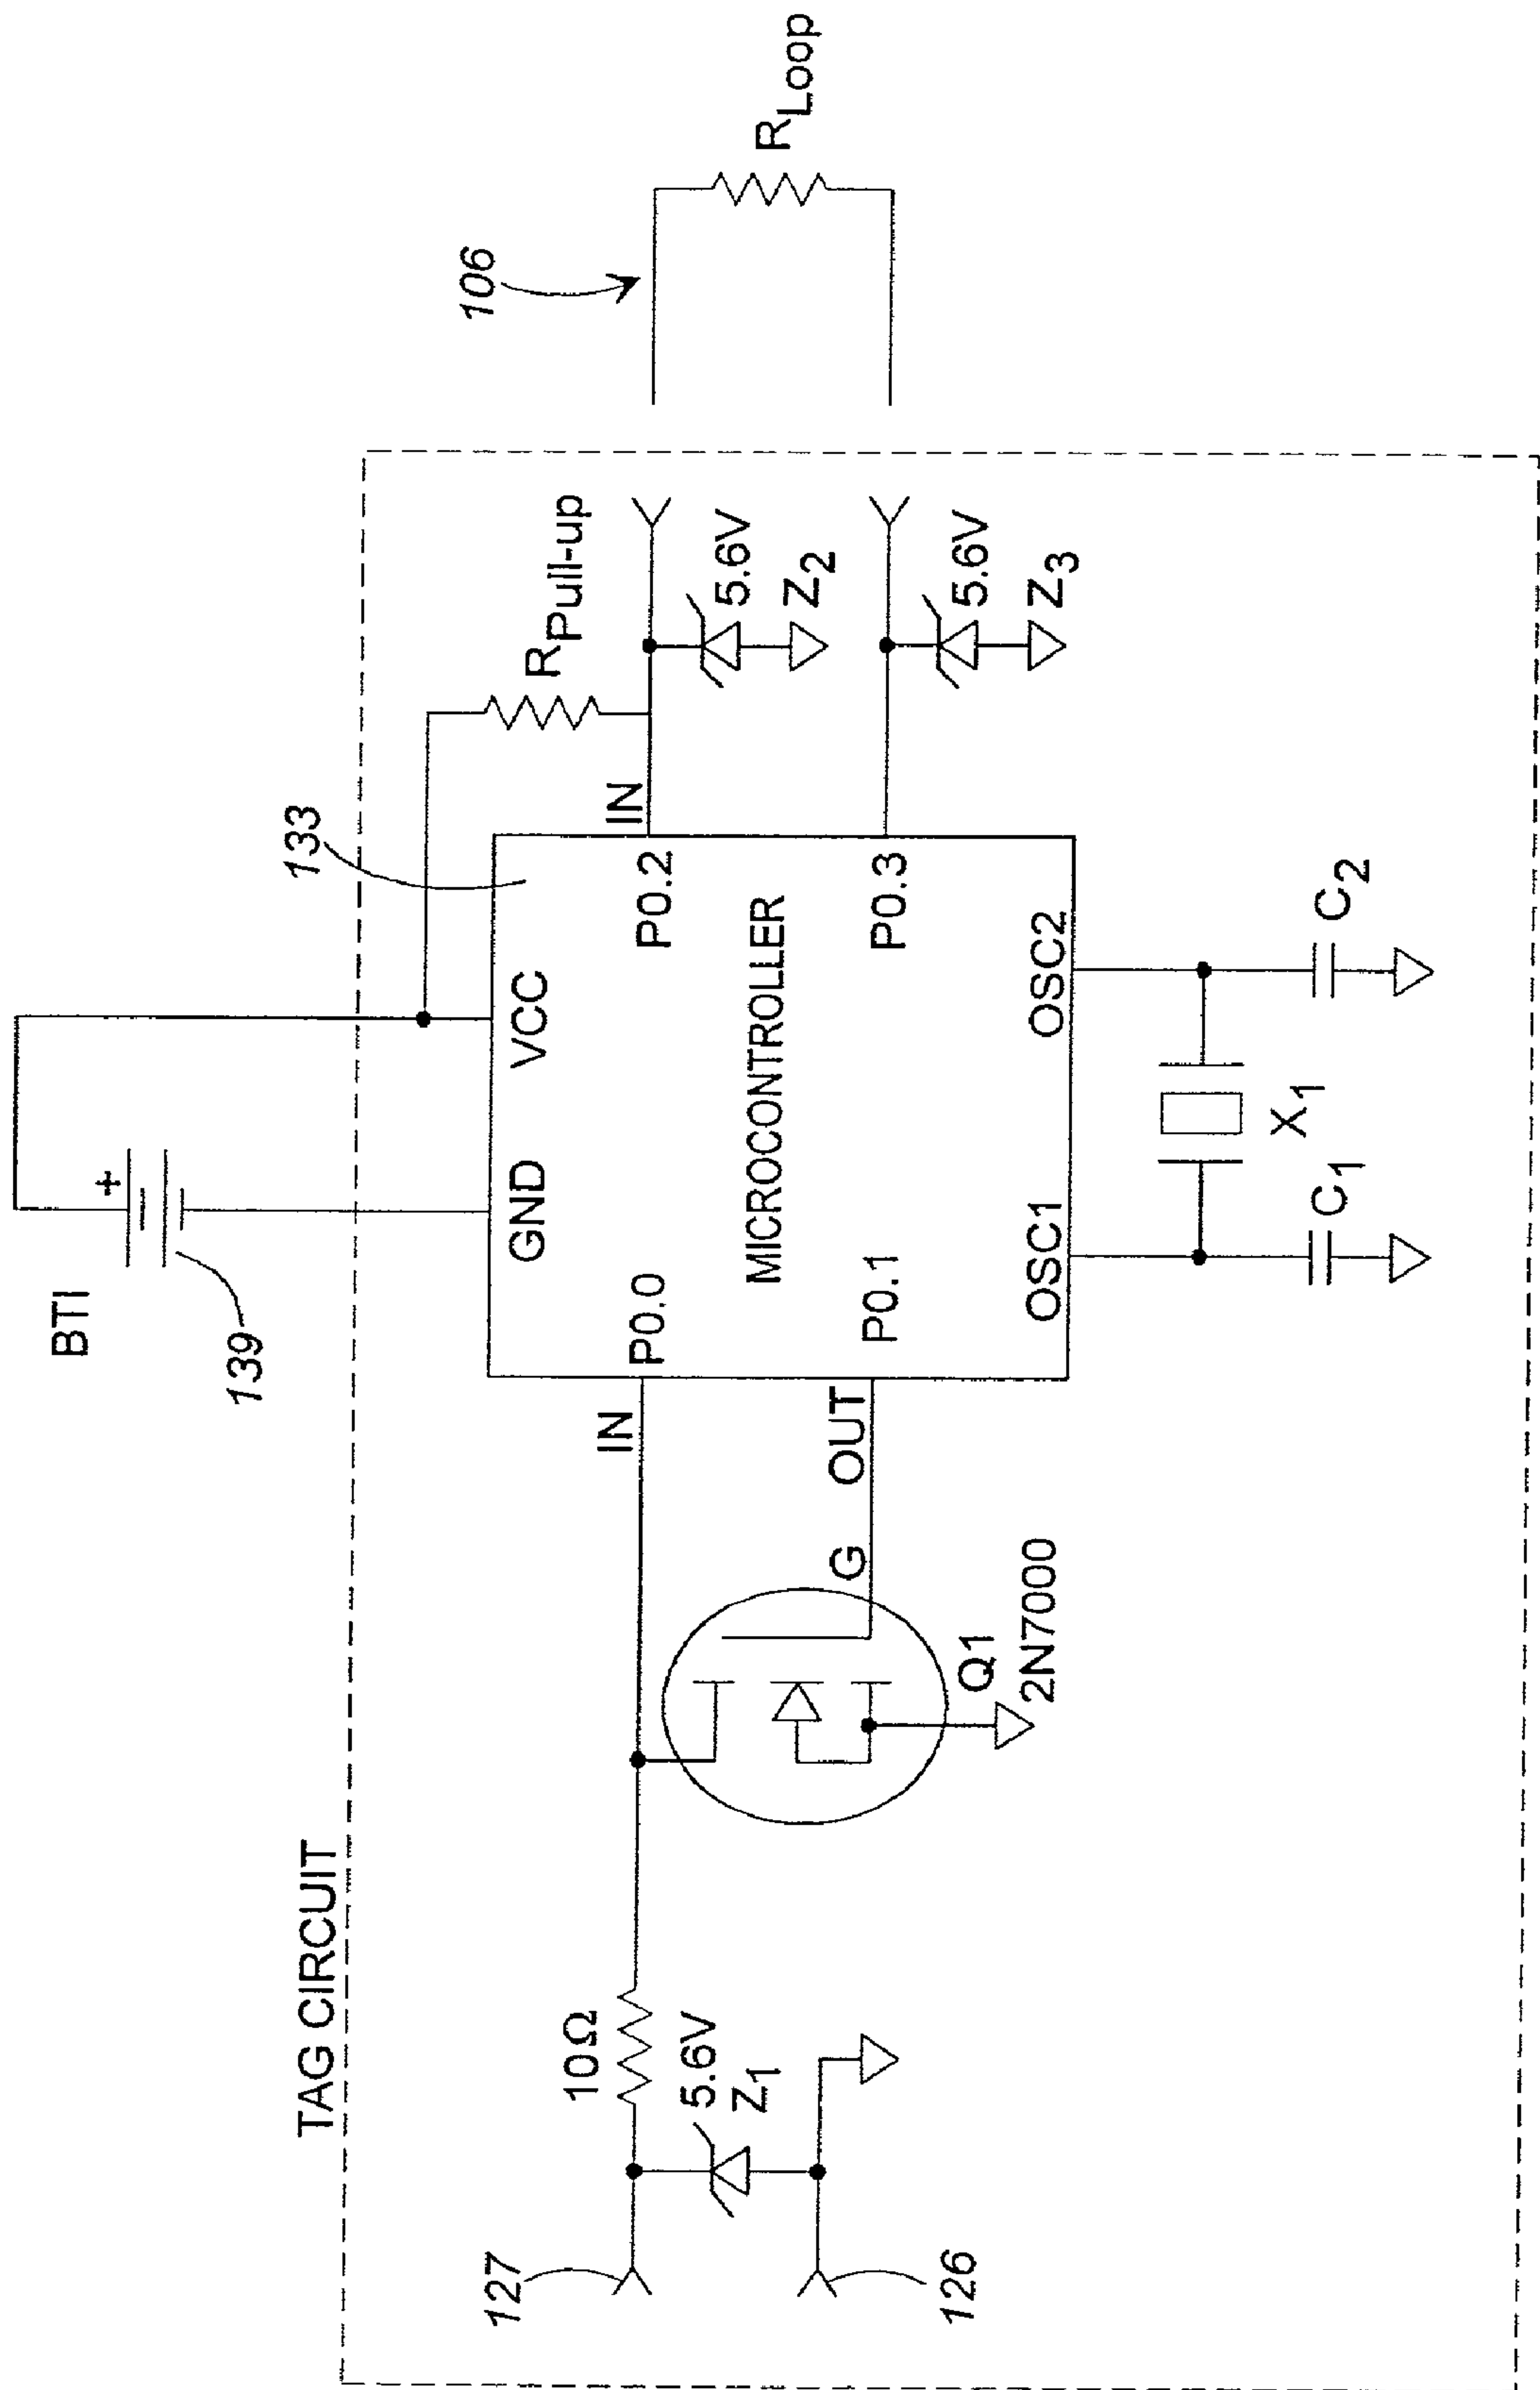 BTI
+
139
133
TAG CIRCUIT
GND
VCC
106
RPull-up
RLoop
127
10Ω
IN
P0.0
P0.2
IN
5.6V
Z1
5.6V
Z2
MICROCONTROLLER
126
G
OUT
P0.1
P0.3
5.6V
Z3
Q1
2N7000
OSC1
OSC2
X1
C1
C2